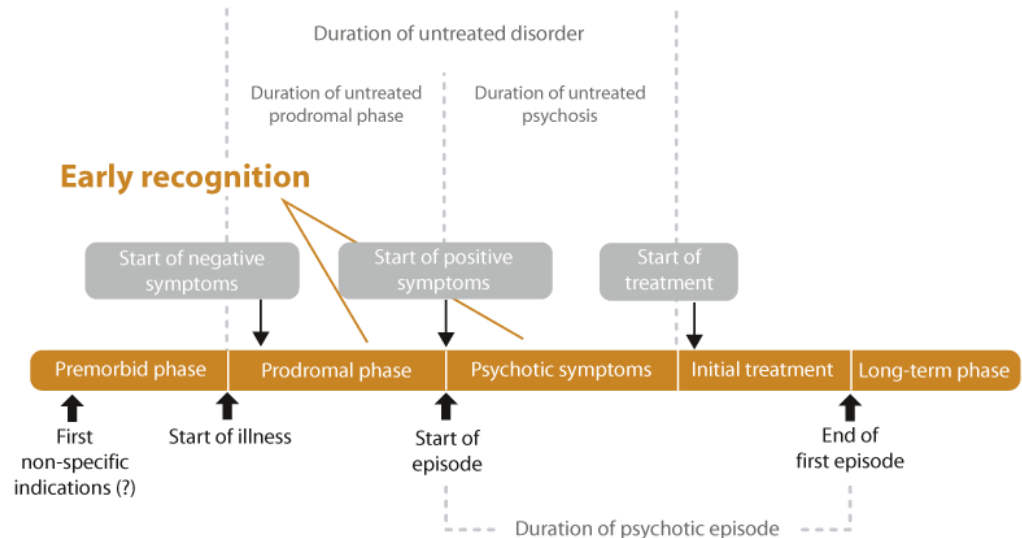 Duration of untreated disorder
Duration of untreated
prodromal phase
Duration of untreated
psychosis
Early recognition
Start of negative
symptoms
Start of positive
symptoms
Start of
treatment
Premorbid phase
Prodromal phase
Psychotic symptoms
Initial treatment
Long-term phase
First
non-specific
indications (?)
Start of illness
Start of
episode
End of
first episode
Duration of psychotic episode